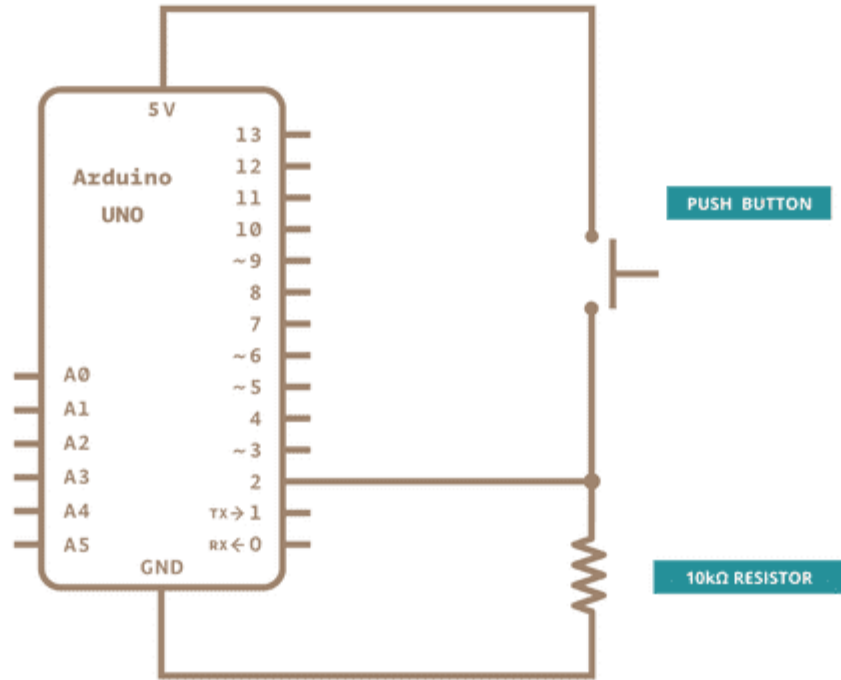 5V
Arduino
UNO
13
12
11
10
~9
8
7
~6
~5
4
~3
2
TX→1
RX←0
A0
A1
A2
A3
A4
A5
GND
PUSH BUTTON
10kΩ RESISTOR